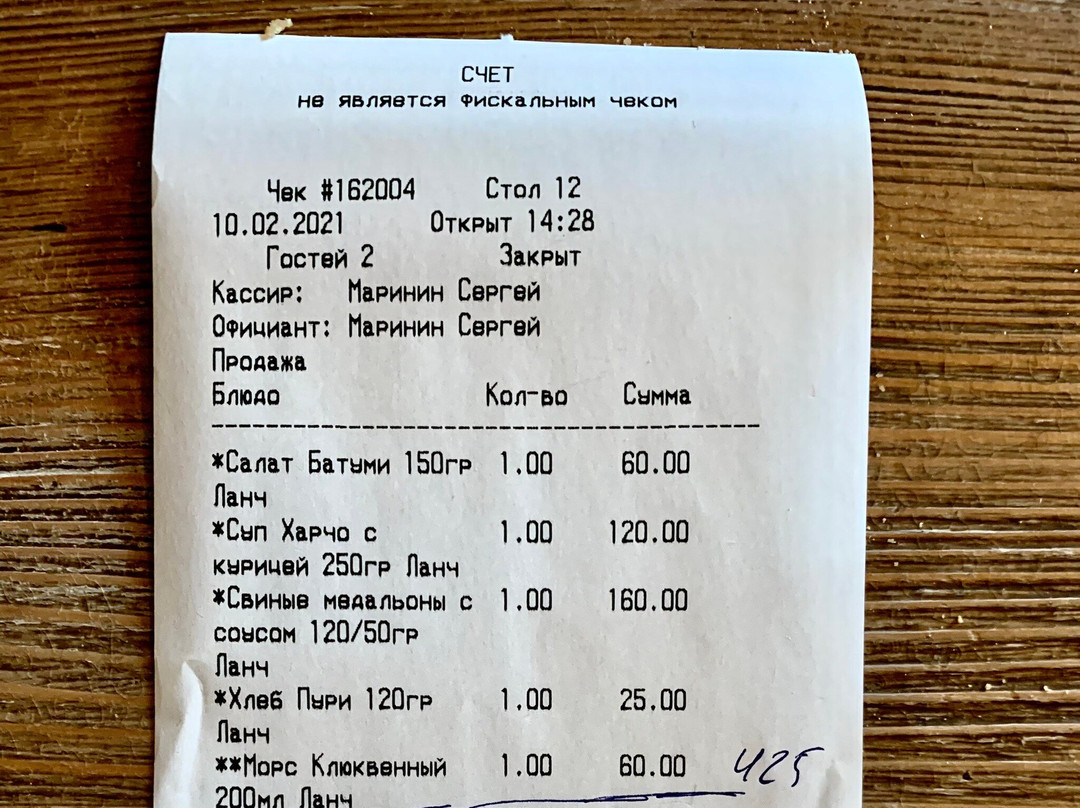 СЧЕТ
не является фискальным чеком
Чек #162004 Стол 12
10.02.2021 Открыт 14:28
Гостей 2 Закрыт
Кассир: Маринин Сергей
Официант: Маринин Сергей
Продажа
Блюдо Кол-во Сумма
----------------------------------------
*Салат Батуми 150гр 1.00 60.00
Ланч
*Суп Харчо с 1.00 120.00
курицей 250гр Ланч
*Свиные медальоны с 1.00 160.00
соусом 120/50гр
Ланч
*Хлеб Пури 120гр 1.00 25.00
Ланч
**Морс Клюквенный 1.00 60.00 425
200мл Ланч